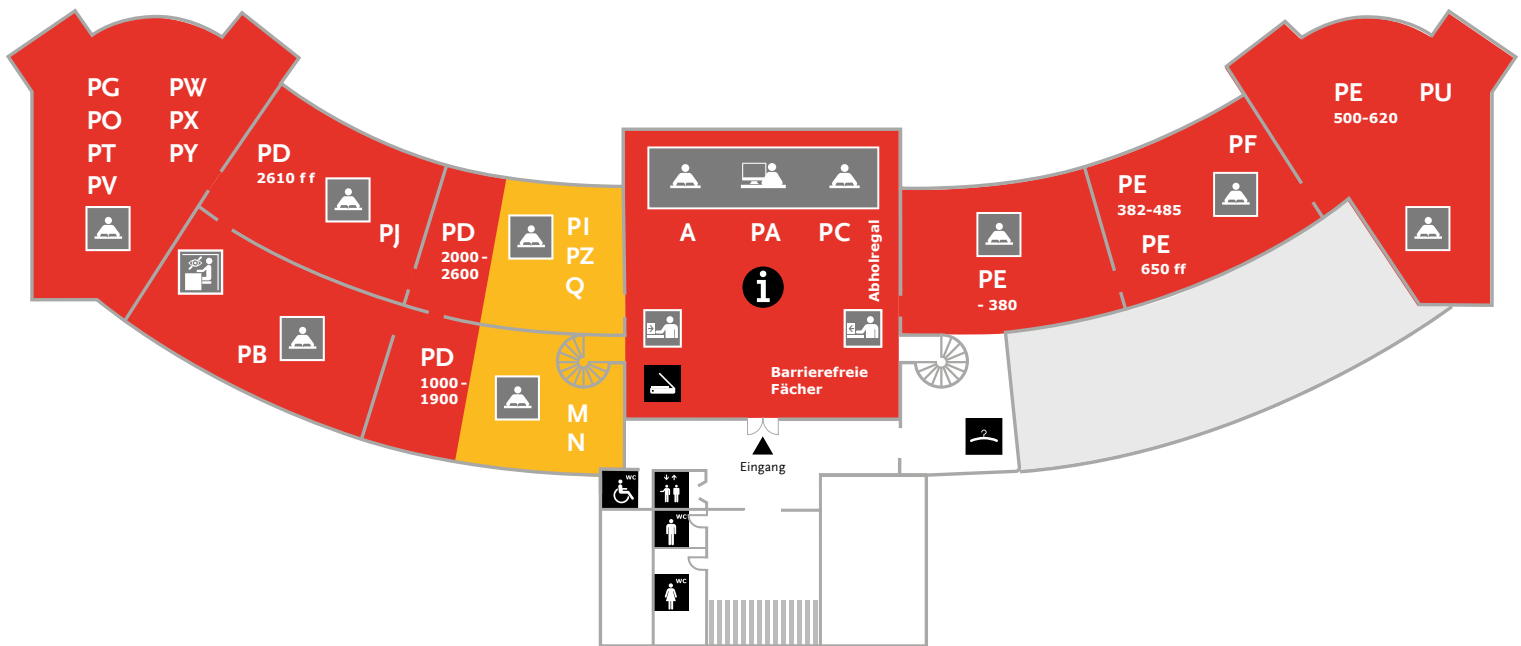 PG PW
PO PX
PT PY
PV
PD
2610 f f
PJ
PD
2000 -
2600
PI
PZ
Q
PB
PD
1000 -
1900
M
N
A PA PC
Abholregal
i
Barrierefreie
Fächer
Eingang
PE
- 380
PE
382-485
PE
650 ff
PF
PE PU
500-620
?
WC
WC
WC